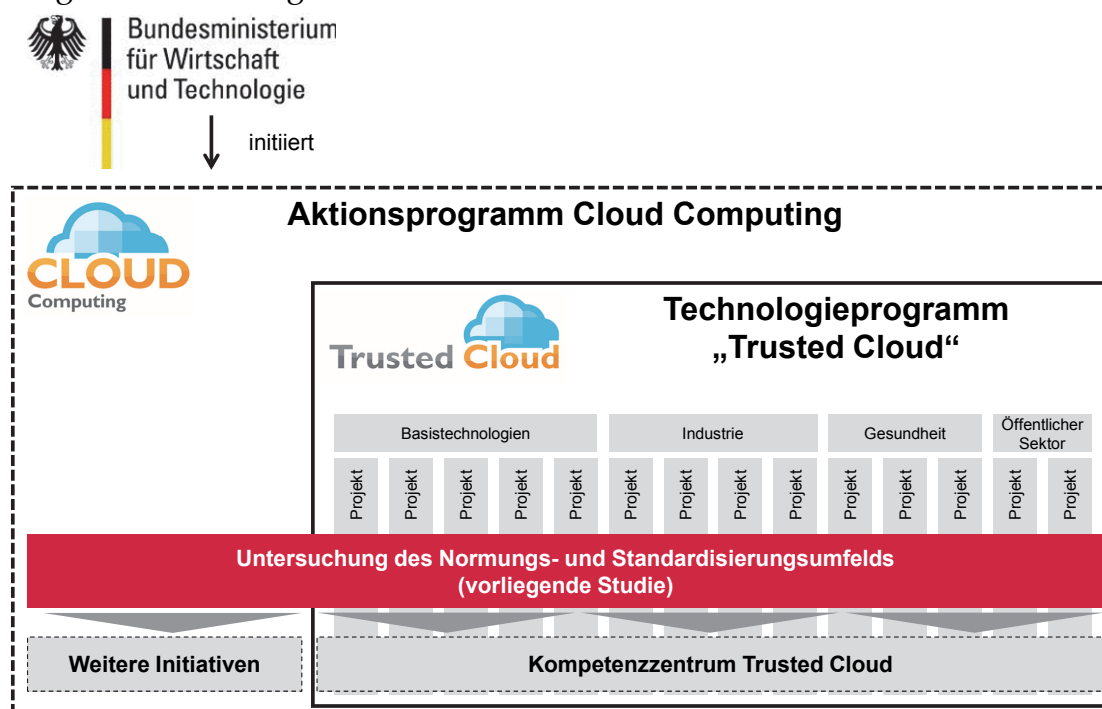 Bundesministerium
für Wirtschaft
und Technologie
initiiert
Aktionsprogramm Cloud Computing
CLOUD
Computing
Trusted Cloud
Technologieprogramm
„Trusted Cloud“
Basistechnologien
Industrie
Gesundheit
Öffentlicher
Sektor
Projekt
Projekt
Projekt
Projekt
Projekt
Projekt
Projekt
Projekt
Projekt
Projekt
Projekt
Projekt
Projekt
Projekt
Untersuchung des Normungs- und Standardisierungsumfelds
(vorliegende Studie)
Weitere Initiativen
Kompetenzzentrum Trusted Cloud